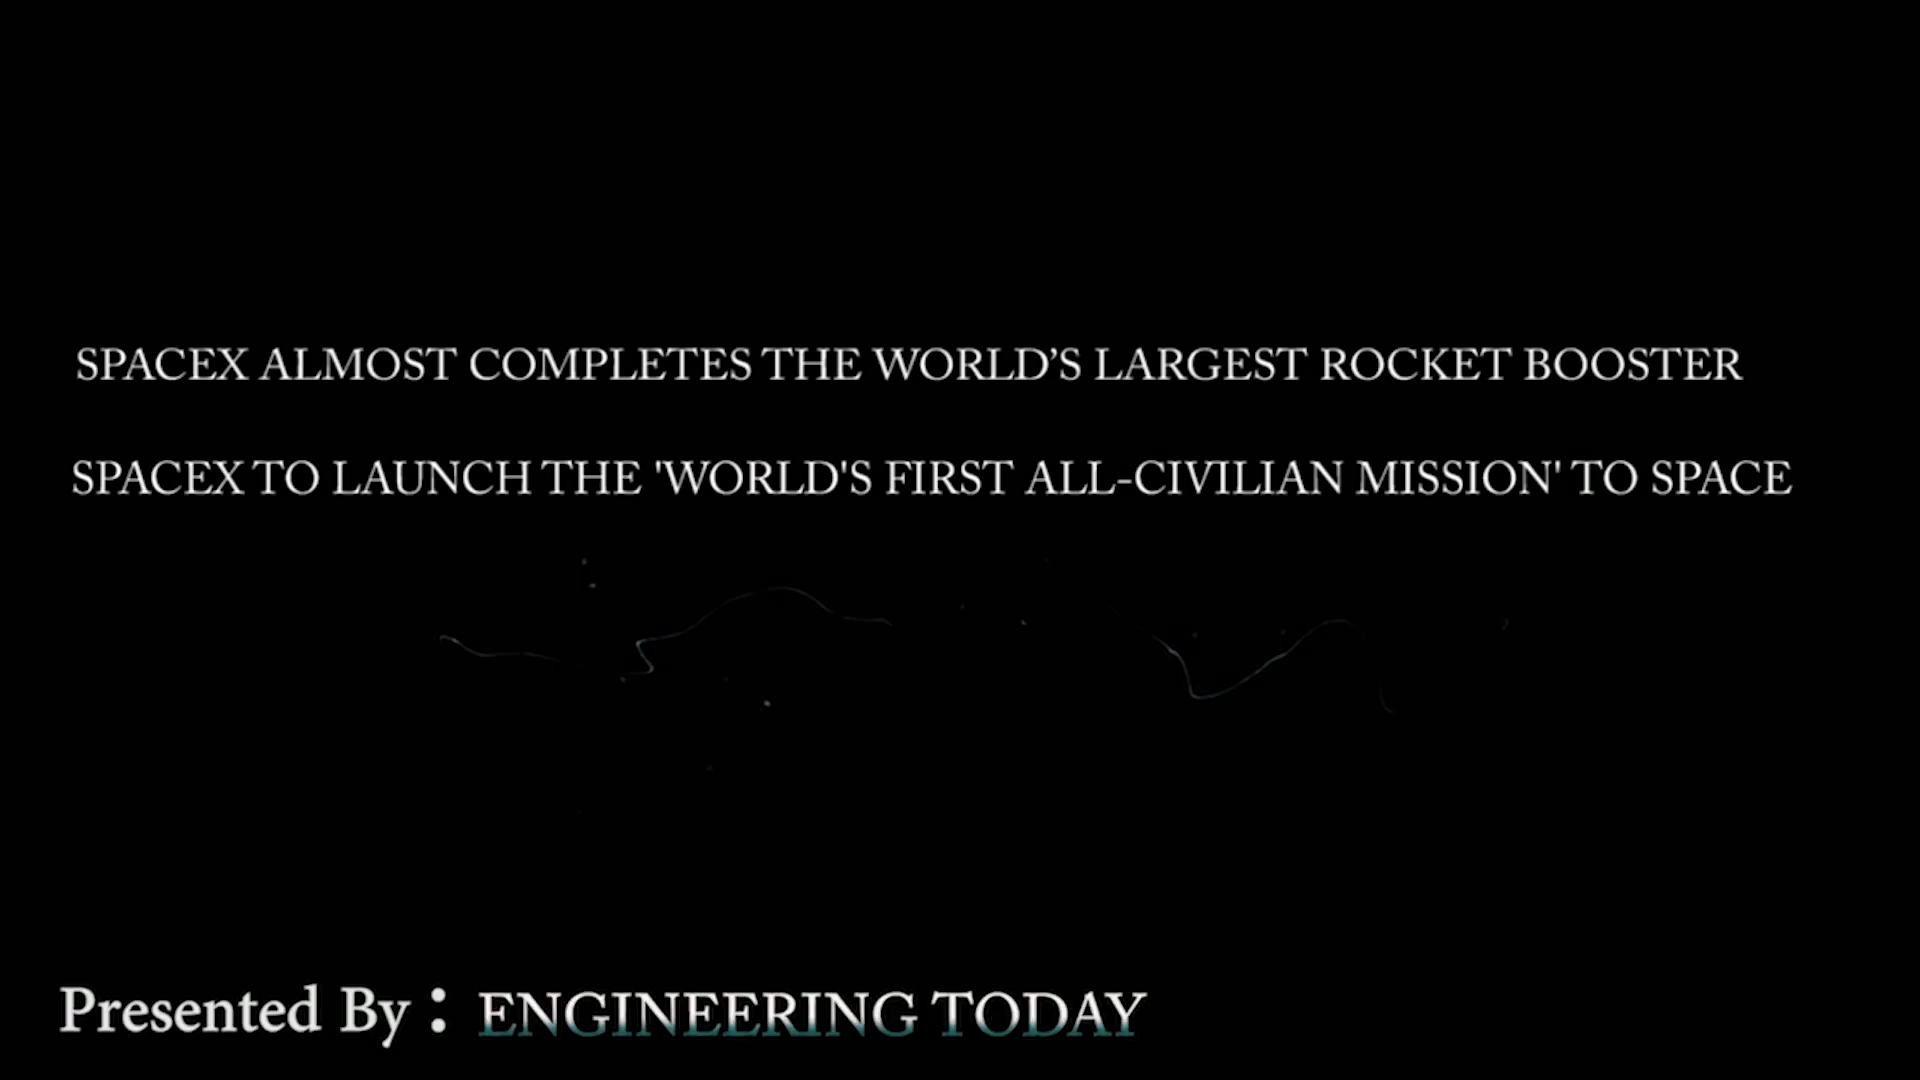 SPACEX ALMOST COMPLETES THE WORLD’S LARGEST ROCKET BOOSTER
SPACEX TO LAUNCH THE 'WORLD'S FIRST ALL-CIVILIAN MISSION' TO SPACE
Presented By : ENGINEERING TODAY